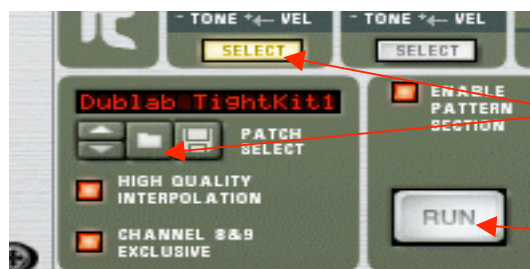 - TONE + VEL - TONE + VEL
SELECT SELECT
Dublab TightKit1
PATCH
SELECT
HIGH QUALITY
INTERPOLATION
CHANNEL 8&9
EXCLUSIVE
ENABLE
PATTERN
SECTION
RUN